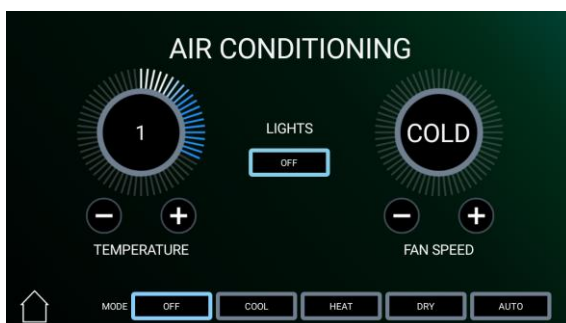 AIR CONDITIONING
1
LIGHTS
OFF
COLD
TEMPERATURE
FAN SPEED
MODE OFF COOL HEAT DRY AUTO